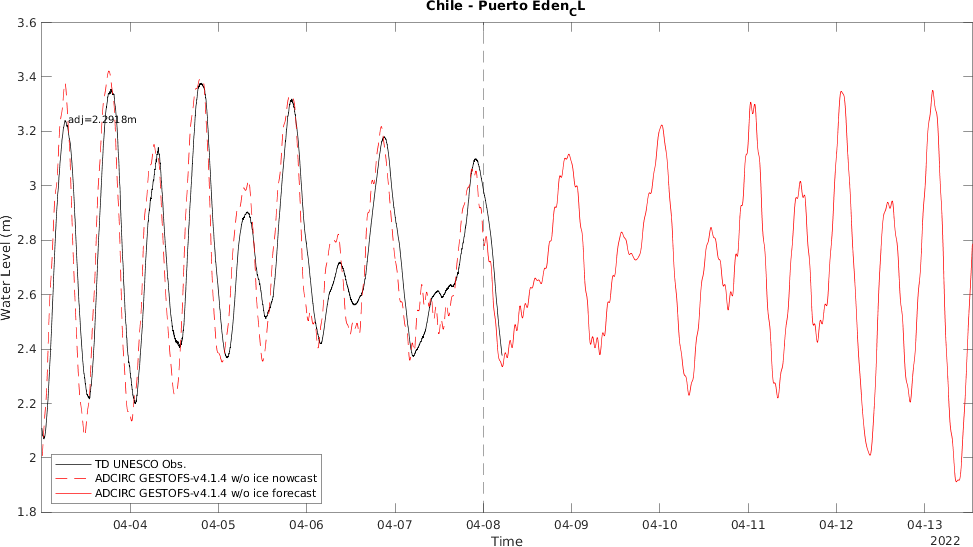 Chile - Puerto Eden_CL
3.6
3.4
adj=2.2918m
3.2
3
2.8
2.6
2.4
2.2
2
1.8
Water Level (m)
TD UNESCO Obs.
ADCIRC GESTOFS-v4.1.4 w/o ice nowcast
ADCIRC GESTOFS-v4.1.4 w/o ice forecast
04-04 04-05 04-06 04-07 04-08 04-09 04-10 04-11 04-12 04-13
Time
2022